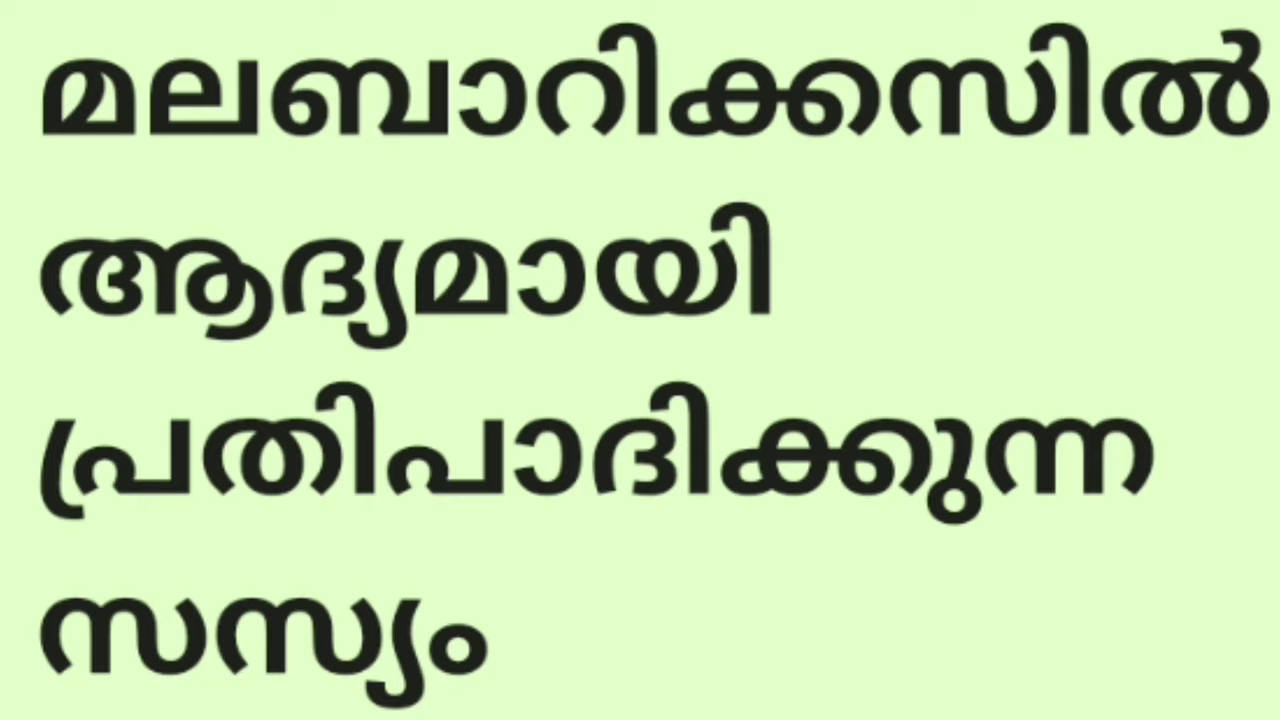 മലബാറിക്കസിൽ
ആദ്യമായി
പ്രതിപാദിക്കുന്ന
സസ്യം